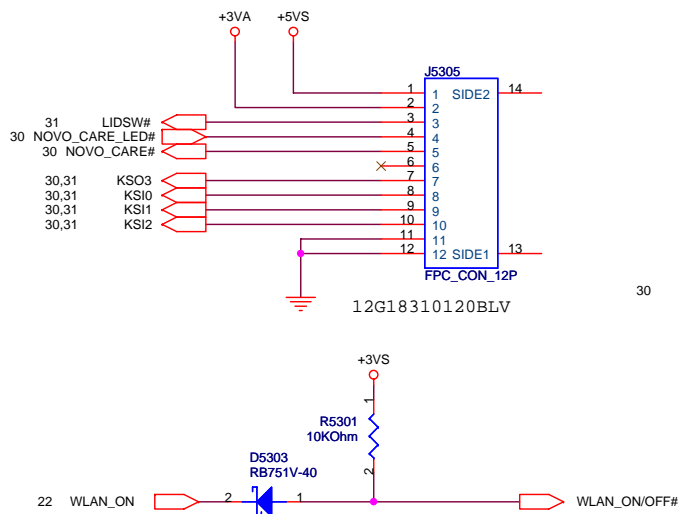 +3VA +5VS
J5305
1 1 SIDE2 14
2 2
31 LIDSW# 3 3
30 NOVO_CARE_LED# 4 4
30 NOVO_CARE# 5 5
6 6
30,31 KSO3 7 7
30,31 KSI0 8 8
30,31 KSI1 9 9
30,31 KSI2 10 10
11 11
12 12 SIDE1 13
FPC_CON_12P
12G18310120BLV
30
+3VS
1
R5301
10KOhm
2
D5303
RB751V-40
22 WLAN_ON 2 1 WLAN_ON/OFF#